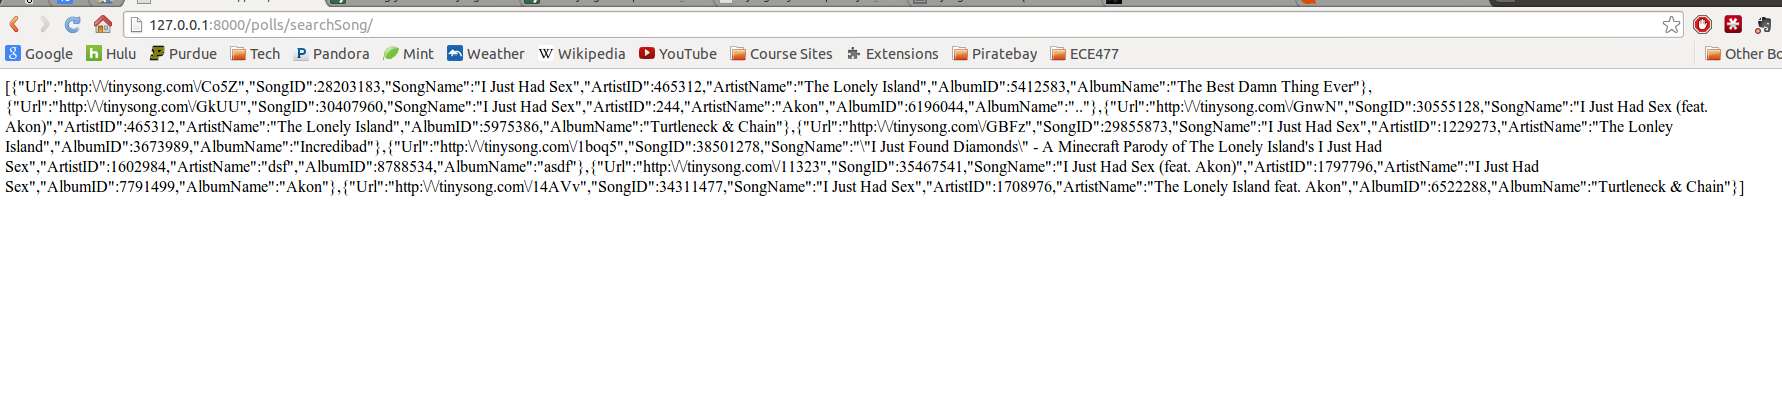 127.0.0.1:8000/polls/searchSong/
Google Hulu Purdue Tech Pandora Mint Weather Wikipedia YouTube Course Sites Extensions Piratebay ECE477 Other Bo
[{"Url":"http:\/\/tinysong.com\/Co5Z","SongID":28203183,"SongName":"I Just Had Sex","ArtistID":465312,"ArtistName":"The Lonely Island","AlbumID":5412583,"AlbumName":"The Best Damn Thing Ever"},
{"Url":"http:\/\/tinysong.com\/GkUU","SongID":30407960,"SongName":"I Just Had Sex","ArtistID":244,"ArtistName":"Akon","AlbumID":6196044,"AlbumName":".."},{"Url":"http:\/\/tinysong.com\/GnwN","SongID":30555128,"SongName":"I Just Had Sex (feat.
Akon)","ArtistID":465312,"ArtistName":"The Lonely Island","AlbumID":5975386,"AlbumName":"Turtleneck & Chain"},{"Url":"http:\/\/tinysong.com\/GBFz","SongID":29855873,"SongName":"I Just Had Sex","ArtistID":1229273,"ArtistName":"The Lonley
Island","AlbumID":3673989,"AlbumName":"Incredibad"},{"Url":"http:\/\/tinysong.com\/1boq5","SongID":38501278,"SongName":"\"I Just Found Diamonds\" - A Minecraft Parody of The Lonely Island's I Just Had
Sex","ArtistID":1602984,"ArtistName":"dsf","AlbumID":8788534,"AlbumName":"asdf"},{"Url":"http:\/\/tinysong.com\/11323","SongID":35467541,"SongName":"I Just Had Sex (feat. Akon)","ArtistID":1797796,"ArtistName":"I Just Had
Sex","AlbumID":7791499,"AlbumName":"Akon"},{"Url":"http:\/\/tinysong.com\/14AVv","SongID":34311477,"SongName":"I Just Had Sex","ArtistID":1708976,"ArtistName":"The Lonely Island feat. Akon","AlbumID":6522288,"AlbumName":"Turtleneck & Chain"}]